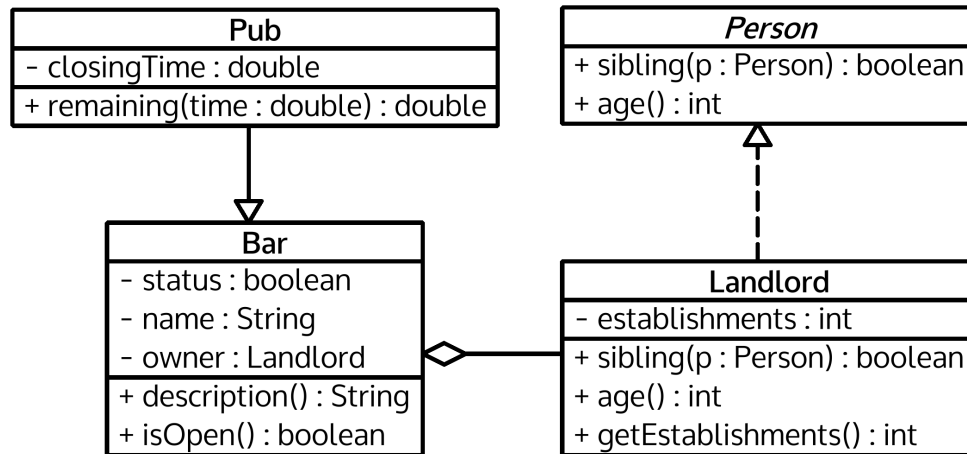 Pub
- closingTime : double
+ remaining(time : double) : double
Person
+ sibling(p : Person) : boolean
+ age() : int
Bar
- status : boolean
- name : String
- owner : Landlord
+ description() : String
+ isOpen() : boolean
Landlord
- establishments : int
+ sibling(p : Person) : boolean
+ age() : int
+ getEstablishments() : int